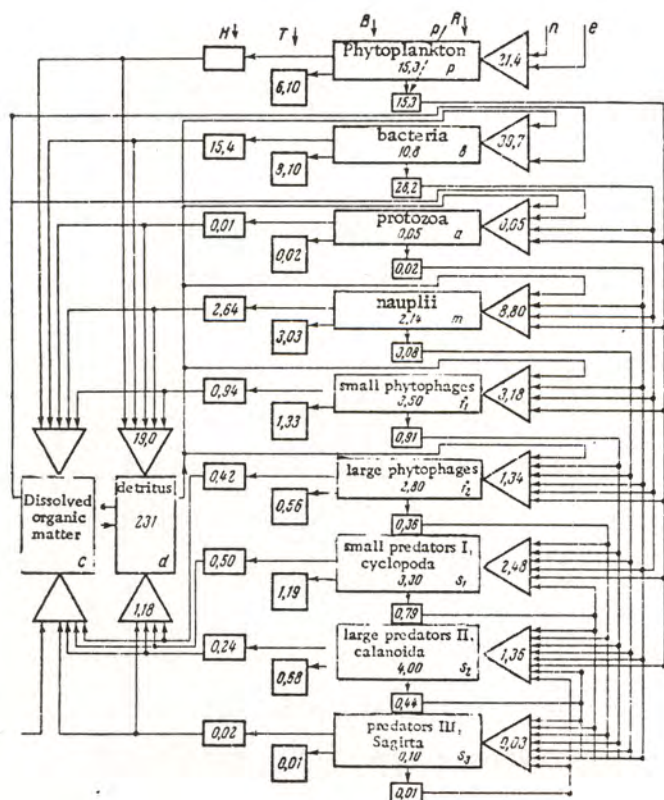 H T B P R n e
Phytoplankton
15,3 p
21,4
6,10
15,3
bacteria
10,8 B
39,7
15,4
9,10
26,2
protozoa
0,05 a
0,05
0,01
0,02
0,02
nauplii
2,14 m
8,80
2,64
3,03
3,08
small phytophages
3,50 f₁
3,18
0,94
1,33
0,91
19,0
large phytophages
2,80 f₂
1,34
0,42
0,56
0,36
Dissolved
organic
matter
c
detritus
231
d
small predators I,
cyclopoda
3,30 s₁
2,48
0,50
1,19
0,79
1,18
large predators II,
calanoida
4,00 s₂
1,36
0,24
0,68
0,44
predators III,
Sagirta
0,10 s₃
0,03
0,02
0,01
0,01